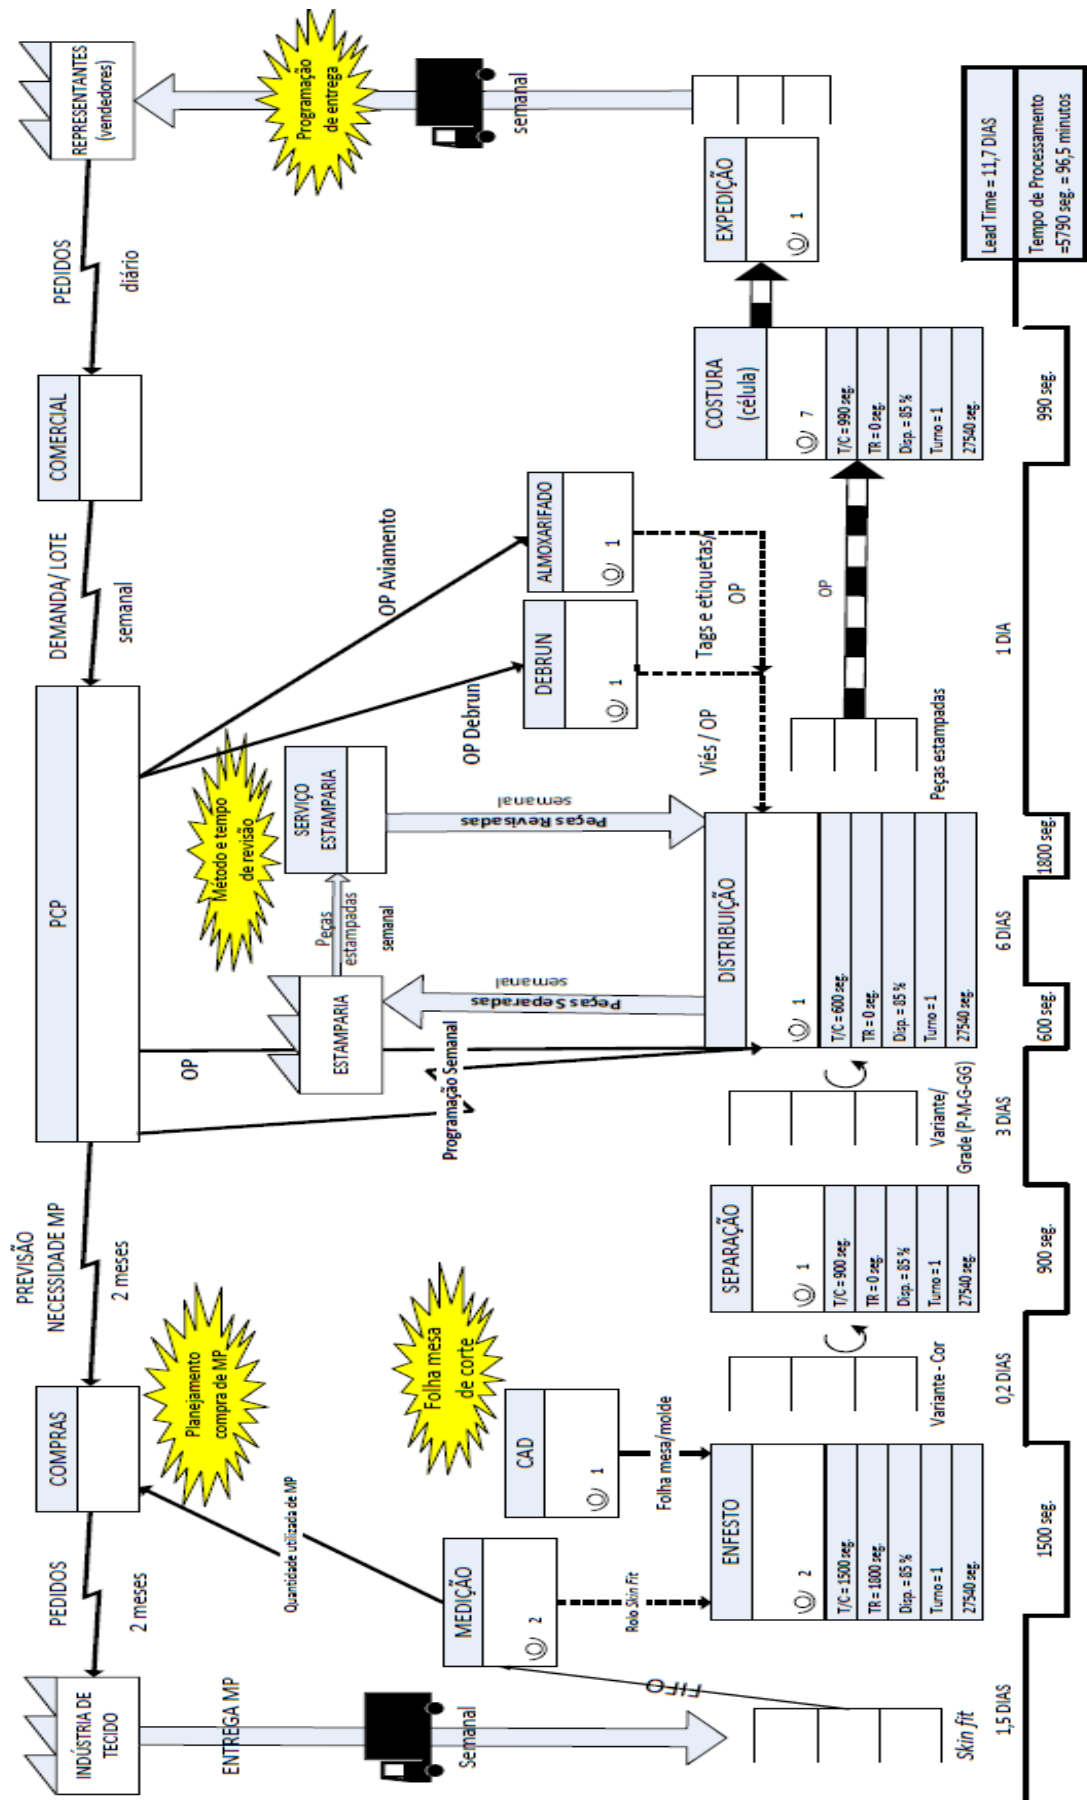 INDÚSTRIA DE
TECIDO
PEDIDOS
2 meses
COMPRAS
PREVISÃO
NECESSIDADE MP
2 meses
PCP
DEMANDA/ LOTE
semanal
COMERCIAL
PEDIDOS
diário
REPRESENTANTES
(vendedores)
ENTREGA MP
Semanal
Quantidade utilizada de MP
Planejamento
compra de MP
Folha mesa
de corte
OP
Programação Semanal
ESTAMPARIA
Peças
estampadas
semanal
SERVIÇO
ESTAMPARIA
Método e tempo
de revisão
Peças Separadas
semanal
Peças Revisadas
semanal
OP Debrun
OP Aviamento
DEBRUN
1
ALMOXARIFADO
1
Viés / OP
Tags e etiquetas/
OP
Programação
de entrega
semanal
FIFO
MEDIÇÃO
2
Rolo Skin Fit
CAD
1
Folha mesa/molde
Skin fit
ENFESTO
2
T/C = 1500 seg.
TR = 1800 seg.
Disp. = 85 %
Turno = 1
27540 seg.
Variante - Cor
SEPARAÇÃO
1
T/C = 900 seg.
TR = 0 seg.
Disp. = 85 %
Turno = 1
27540 seg.
Variante/
Grade (P-M-G-GG)
DISTRIBUIÇÃO
1
T/C = 600 seg.
TR = 0 seg.
Disp. = 85 %
Turno = 1
27540 seg.
Peças estampadas
OP
COSTURA
(célula)
7
T/C = 990 seg.
TR = 0 seg.
Disp. = 85 %
Turno = 1
27540 seg.
EXPEDIÇÃO
1
1,5 DIAS
1500 seg.
0,2 DIAS
900 seg.
3 DIAS
600 seg.
6 DIAS
1800 seg.
1 DIA
990 seg.
Lead Time = 11,7 DIAS
Tempo de Processamento
=5790 seg. = 96,5 minutos